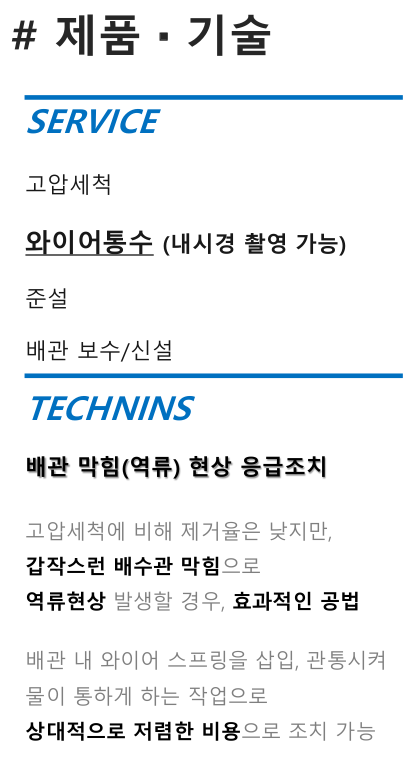 # 제품 ▪ 기술
SERVICE
고압세척
와이어통수 (내시경 촬영 가능)
준설
배관 보수/신설
TECHNINS
배관 막힘(역류) 현상 응급조치
고압세척에 비해 제거율은 낮지만,
갑작스런 배수관 막힘으로
역류현상 발생할 경우, 효과적인 공법
배관 내 와이어 스프링을 삽입, 관통시켜
물이 통하게 하는 작업으로
상대적으로 저렴한 비용으로 조치 가능